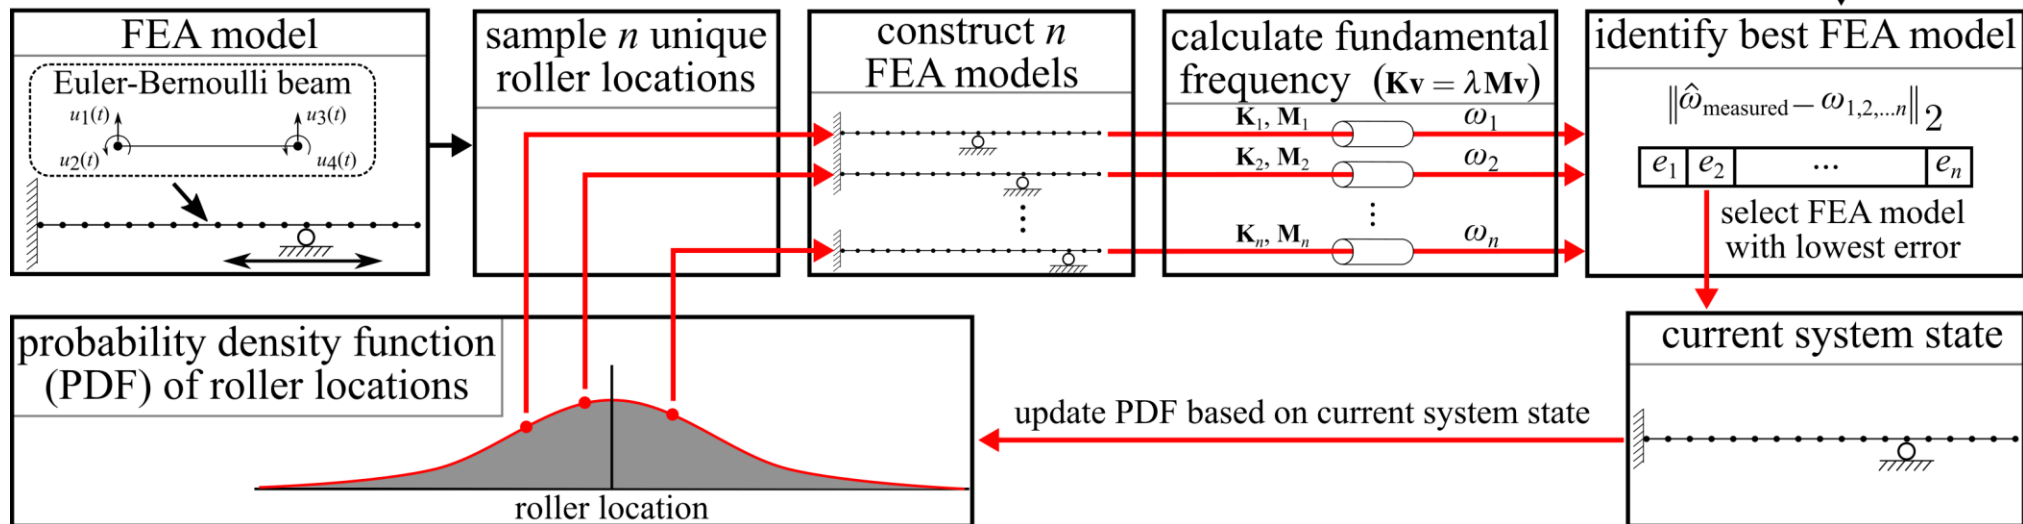 FEA model
Euler-Bernoulli beam
u1(t)
u3(t)
u2(t)
u4(t)
sample n unique
roller locations
construct n
FEA models
calculate fundamental
frequency (Kv = λMv)
K1, M1
ω1
K2, M2
ω2
Kn, Mn
ωn
identify best FEA model
‖ω̂measured − ω1,2,...n‖2
e1 e2 ... en
select FEA model
with lowest error
probability density function
(PDF) of roller locations
roller location
update PDF based on current system state
current system state